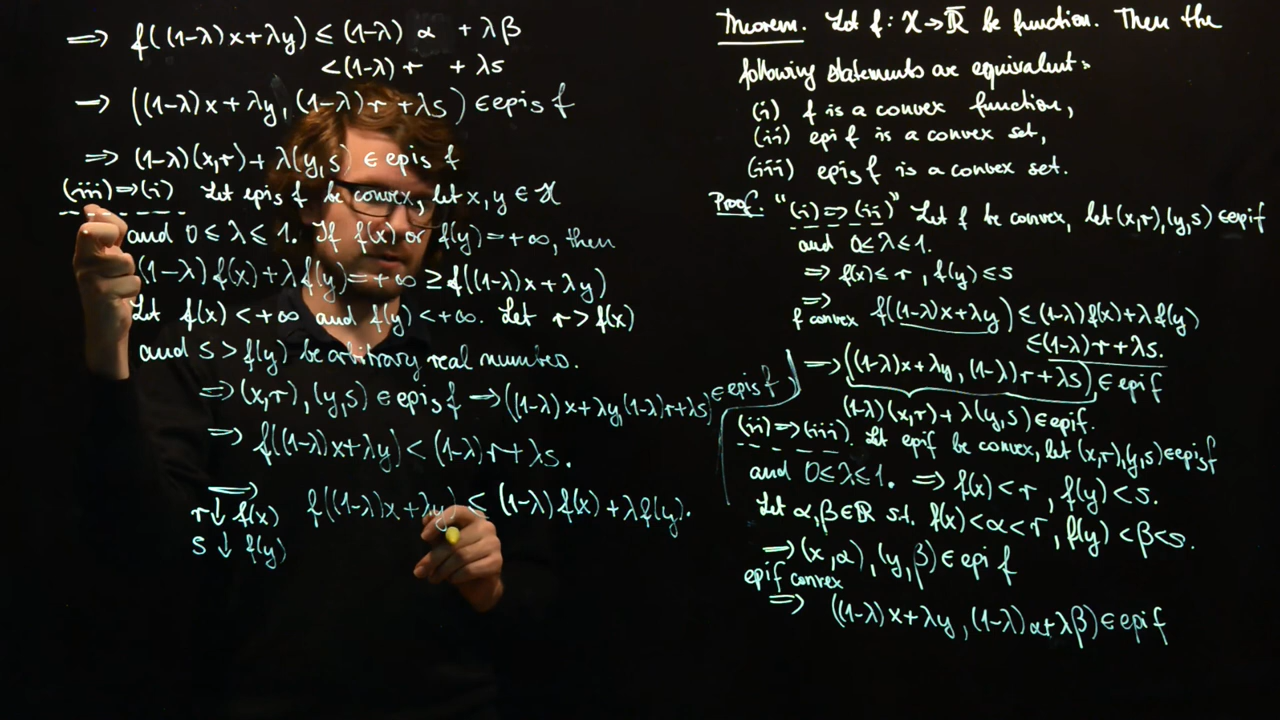 Theorem. Let f: X → R̅ be function. Then the
following statements are equivalent:
(i) f is a convex function,
(ii) epi f is a convex set,
(iii) epis f is a convex set.
Proof. "(i) ⇒ (ii)" Let f be convex, let (x,r),(y,s) ∈ epi f
and 0 ≤ λ ≤ 1.
⇒ f(x) ≤ r, f(y) ≤ s
⇒ f convex f((1-λ)x+λy) ≤ (1-λ)f(x)+λf(y)
≤ (1-λ)r+λs.
⇒ ((1-λ)x+λy, (1-λ)r+λs) ∈ epi f
(1-λ)(x,r)+λ(y,s) ∈ epi f.
(ii) ⇒ (iii) Let epi f be convex, let (x,r),(y,s) ∈ epis f
and 0 ≤ λ ≤ 1. ⇒ f(x) < r, f(y) < s.
Let α,β ∈ R s.t. f(x) < α < r, f(y) < β < s.
⇒ (x,α), (y,β) ∈ epi f
epi f convex
⇒ ((1-λ)x+λy, (1-λ)α+λβ) ∈ epi f
⇒ f((1-λ)x+λy) ≤ (1-λ) α + λβ
< (1-λ) r + λs
→ ((1-λ)x+λy, (1-λ)r+λs) ∈ epis f
⇒ (1-λ)(x,r)+λ(y,s) ∈ epis f
(iii) ⇒ (i) Let epis f be convex, let x, y ∈ X
and 0 ≤ λ ≤ 1. If f(x) or f(y) = +∞, then
(1-λ)f(x)+λf(y) = +∞ ≥ f((1-λ)x+λy)
Let f(x) < +∞ and f(y) < +∞. Let r > f(x)
and s > f(y) be arbitrary real number.
⇒ (x,r), (y,s) ∈ epis f → ((1-λ)x+λy,(1-λ)r+λs) ∈ epis f
⇒ f((1-λ)x+λy) < (1-λ)r+λs.
⇒ f((1-λ)x+λy) ≤ (1-λ)f(x)+λf(y).
r ↓ f(x)
s ↓ f(y)